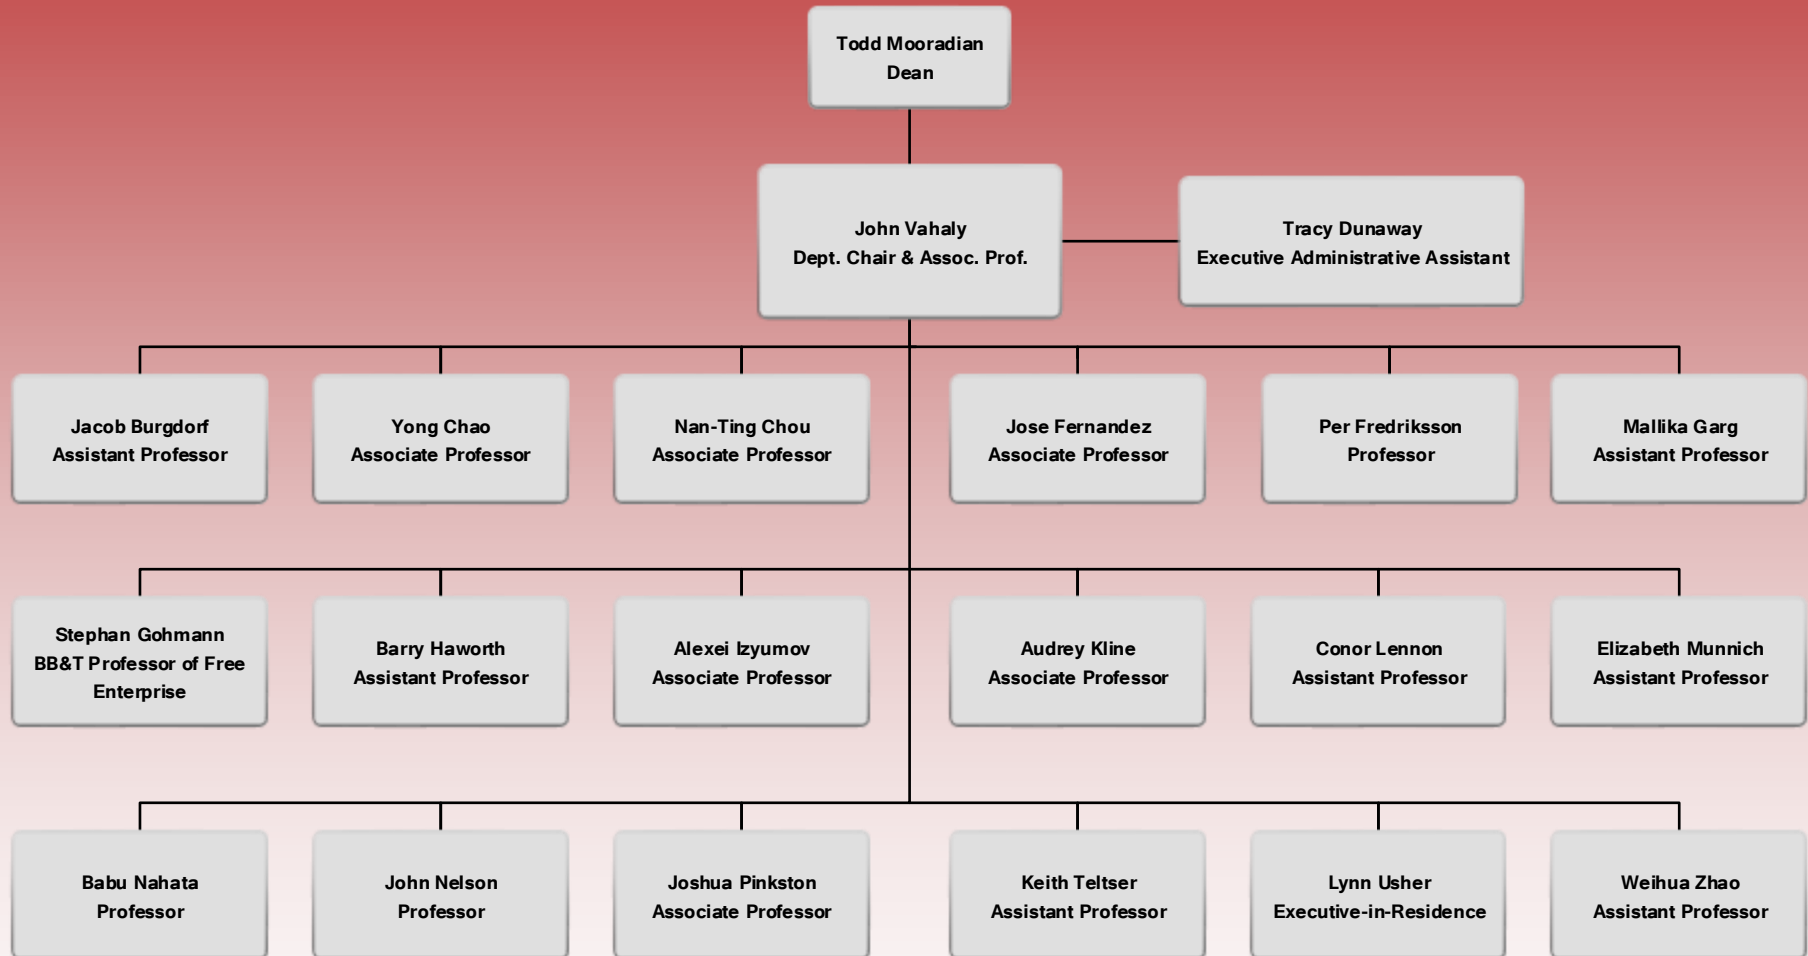 Todd Mooradian
Dean
John Vahaly
Dept. Chair & Assoc. Prof.
Tracy Dunaway
Executive Administrative Assistant
Jacob Burgdorf
Assistant Professor
Yong Chao
Associate Professor
Nan-Ting Chou
Associate Professor
Jose Fernandez
Associate Professor
Per Fredriksson
Professor
Mallika Garg
Assistant Professor
Stephan Gohmann
BB&T Professor of Free
Enterprise
Barry Haworth
Assistant Professor
Alexei Izyumov
Associate Professor
Audrey Kline
Associate Professor
Conor Lennon
Assistant Professor
Elizabeth Munnich
Assistant Professor
Babu Nahata
Professor
John Nelson
Professor
Joshua Pinkston
Associate Professor
Keith Teltser
Assistant Professor
Lynn Usher
Executive-in-Residence
Weihua Zhao
Assistant Professor